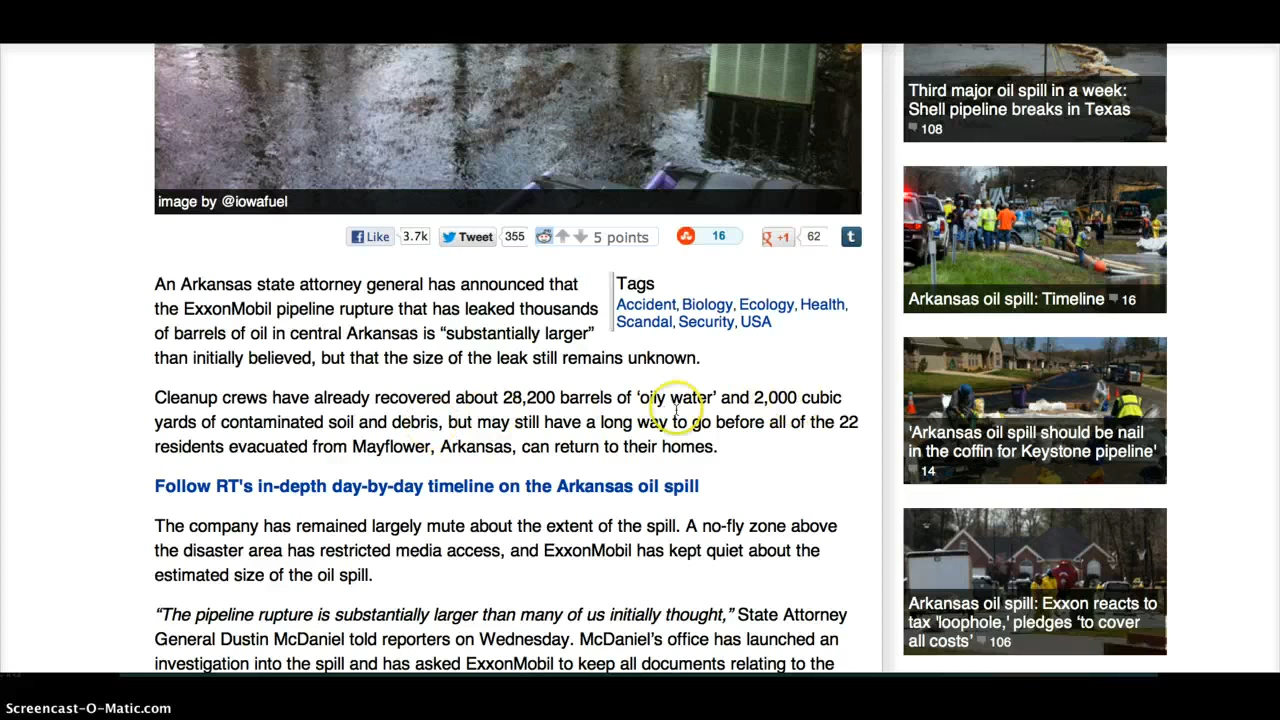 image by @iowafuel
Like 3.7k Tweet 355 5 points 16 +1 62 t
An Arkansas state attorney general has announced that
the ExxonMobil pipeline rupture that has leaked thousands
of barrels of oil in central Arkansas is “substantially larger”
than initially believed, but that the size of the leak still remains unknown.
Tags
Accident, Biology, Ecology, Health,
Scandal, Security, USA
Cleanup crews have already recovered about 28,200 barrels of ‘oily water’ and 2,000 cubic
yards of contaminated soil and debris, but may still have a long way to go before all of the 22
residents evacuated from Mayflower, Arkansas, can return to their homes.
Follow RT's in-depth day-by-day timeline on the Arkansas oil spill
The company has remained largely mute about the extent of the spill. A no-fly zone above
the disaster area has restricted media access, and ExxonMobil has kept quiet about the
estimated size of the oil spill.
“The pipeline rupture is substantially larger than many of us initially thought,” State Attorney
General Dustin McDaniel told reporters on Wednesday. McDaniel’s office has launched an
investigation into the spill and has asked ExxonMobil to keep all documents relating to the
Third major oil spill in a week:
Shell pipeline breaks in Texas
108
Arkansas oil spill: Timeline 16
'Arkansas oil spill should be nail
in the coffin for Keystone pipeline'
14
Arkansas oil spill: Exxon reacts to
tax 'loophole,' pledges ‘to cover
all costs’ 106
Screencast-O-Matic.com